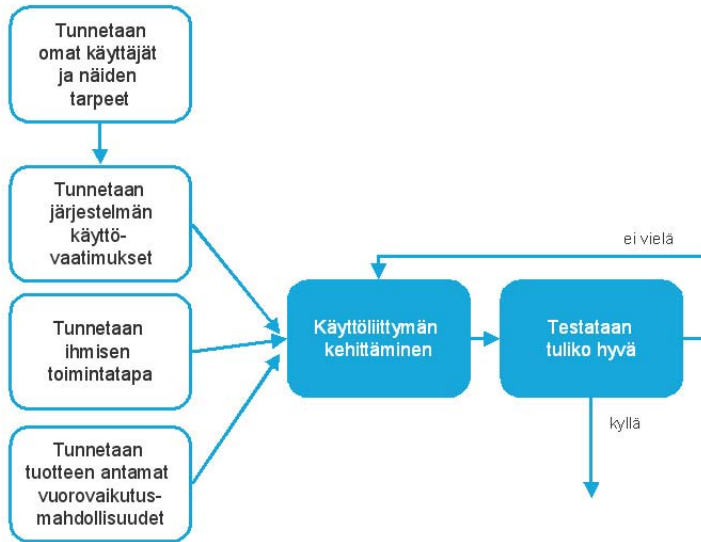 Tunnetaan
omat käyttäjät
ja näiden
tarpeet
Tunnetaan
järjestelmän
käyttö-
vaatimukset
Tunnetaan
ihmisen
toimintatapa
Tunnetaan
tuotteen antamat
vuorovaikutus-
mahdollisuudet
Käyttöliittymän
kehittäminen
Testataan
tuliko hyvä
ei vielä
kyllä